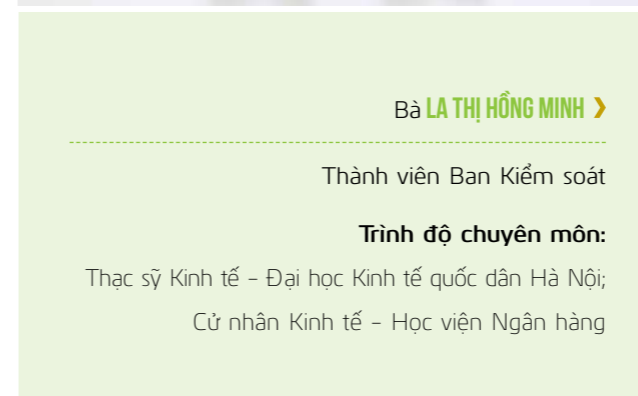 Bà LA THỊ HỒNG MINH ❯
Thành viên Ban Kiểm soát
Trình độ chuyên môn:
Thạc sỹ Kinh tế – Đại học Kinh tế quốc dân Hà Nội;
Cử nhân Kinh tế – Học viện Ngân hàng